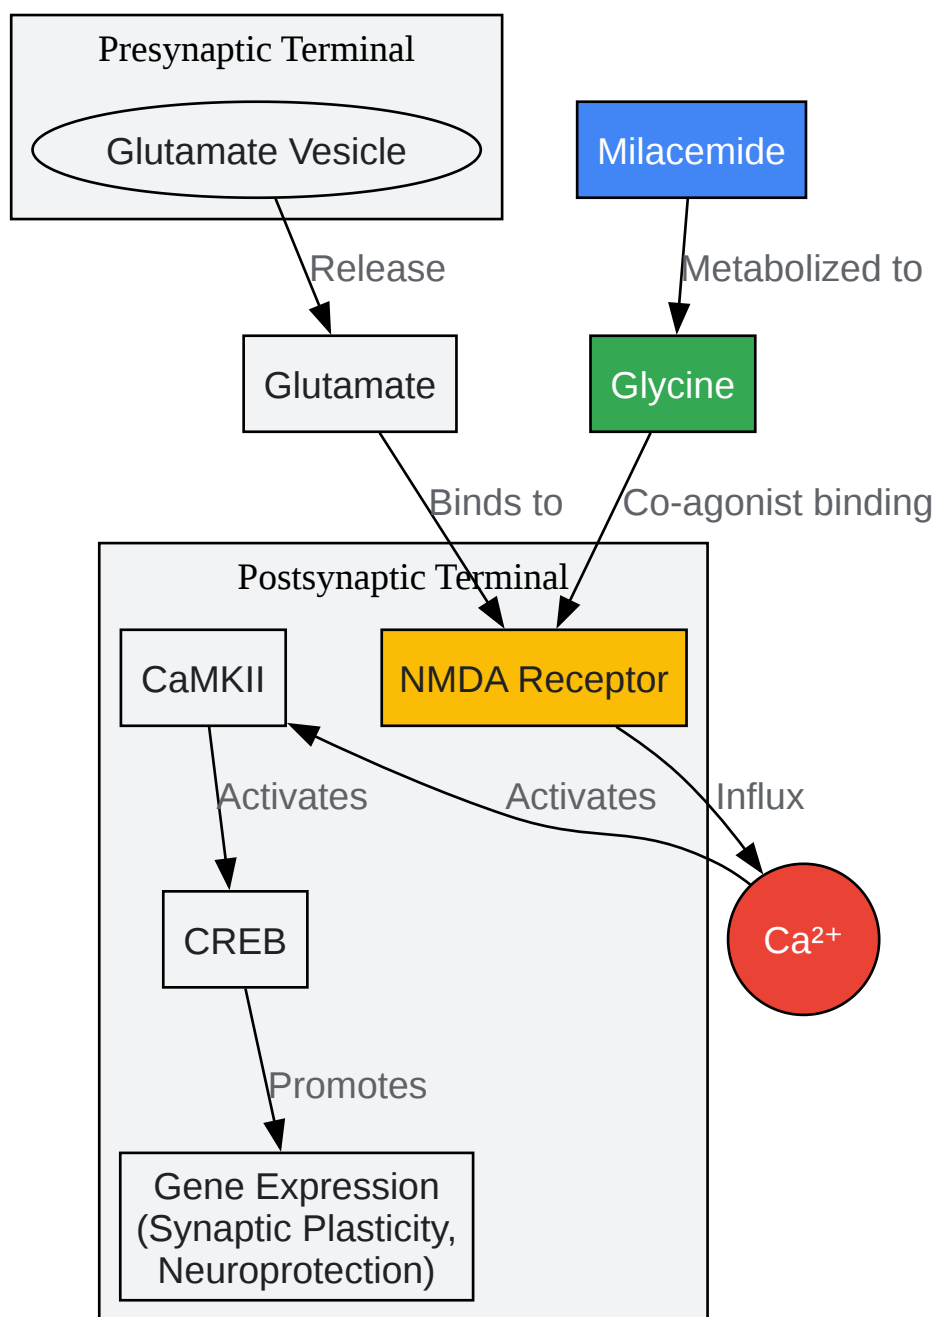 Presynaptic Terminal
Glutamate Vesicle
Milacemide
Release
Metabolized to
Glutamate
Glycine
Binds to
Co-agonist binding
Postsynaptic Terminal
CaMKII
NMDA Receptor
Activates
Activates
Influx
CREB
Ca²⁺
Promotes
Gene Expression
(Synaptic Plasticity,
Neuroprotection)